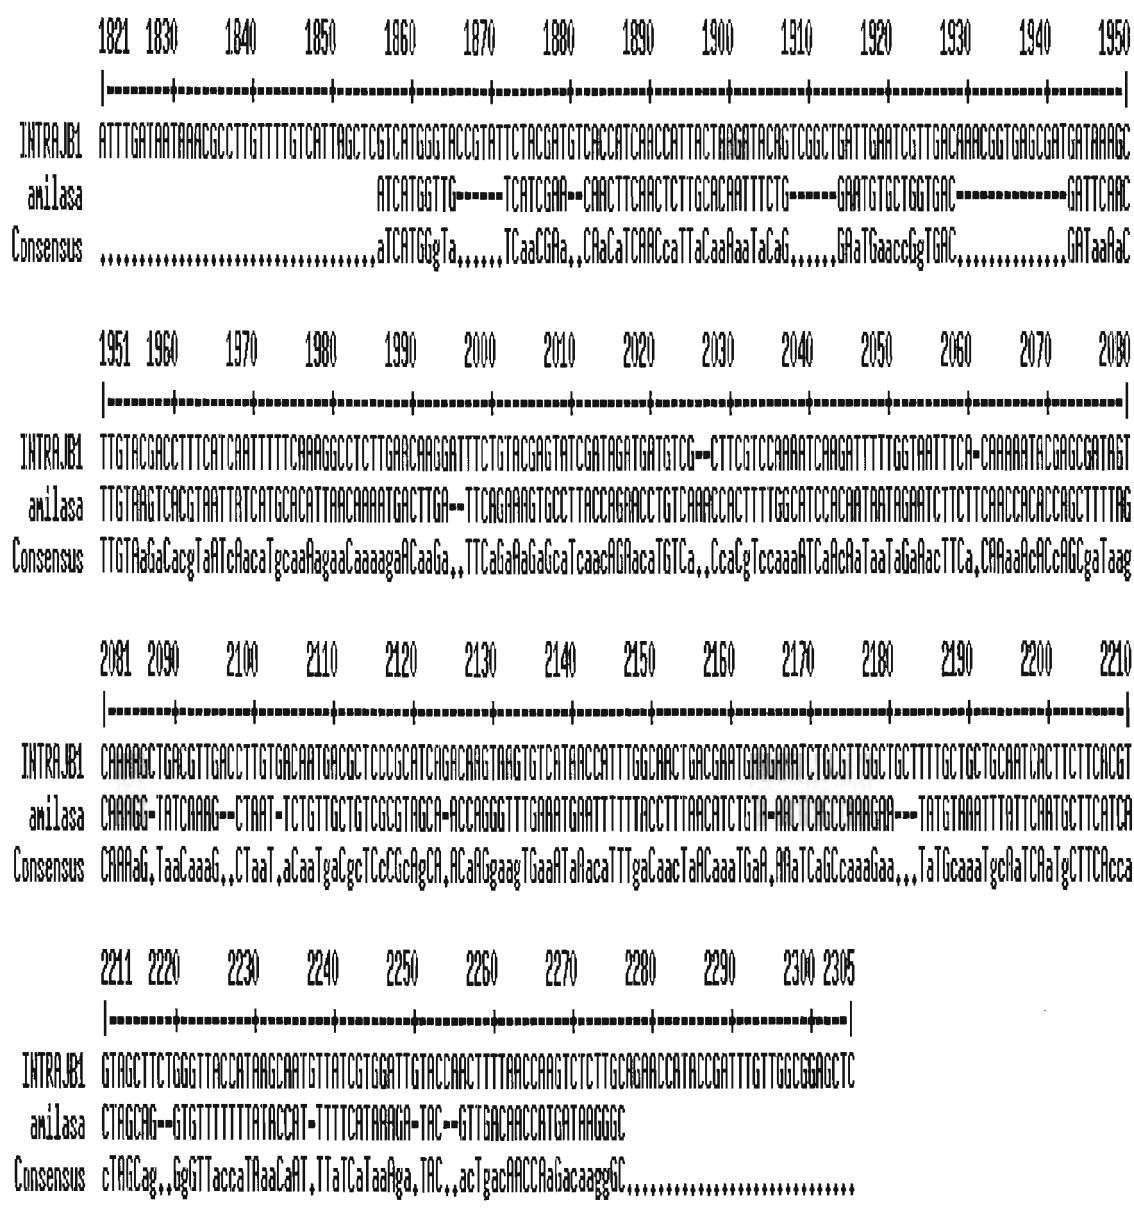 1821 1830 1840 1850 1860 1870 1880 1890 1900 1910 1920 1930 1940 1950
INTRAJB1 ATTTGATAATAAACGCCTTGTTTTGTCATTAGCTCGTCATGGGTACCGTATTCTACGATGTCACCATCAACCATTACTAAGATACAGTCGGCTGATTGAATCGTTGACAAACGGTGAGCGATGATAAAGC
amilasa ATCATGGTTG------TCATCGAA--CAACTTCAACTCTTGCACAATTTCTG------GAATGTGCTGGTGAC--------------GATTCAAC
Consensus ...................................aTCATGGgTa......TCaaCGAa..CAaCaTCAACcaTTaCaaAaaTaCaG......GAaTGaaccGgTGAC..............GATaaAaC
1951 1960 1970 1980 1990 2000 2010 2020 2030 2040 2050 2060 2070 2080
INTRAJB1 TTGTACGACCTTTCATCAATTTTTCAAAGGCCTCTTGAACAAGGATTTCTGTACGAGTATCGATAGATGATGTCG--CTTCGTCCAAAATCAAGATTTTTGGTAATTTCA-CAAAAATACGAGCGATAGT
amilasa TTGTAAGTCACGTAATTATCATGCACATTAACAAAATGACTTGA--TTCAGAAAGTGCCTTACCAGAACCTGTCAAACCACTTTTGGCATCCACAATAATAGAATCTTCTTCAACCACACCAGCTTTTAG
Consensus TTGTAaGaCacgTaATcAacaTgcaaAagaaCaaaagaACaaGa..TTCaGaAaGaGcaTcaacAGAacaTGTCa..CcaCgTccaaaATCaAcAaTaaTaGaAacTTCa.CAAaaAcACcAGCgaTaag
2081 2090 2100 2110 2120 2130 2140 2150 2160 2170 2180 2190 2200 2210
INTRAJB1 CAAAAGCTGACGTTGACCTTGTGACAATGACGCTCCCGCATCAGACAAGTAAGTGTCATAACCATTTGGCAACTGACGAATGAAGAAATCTGCGTTGGCTGCTTTTGCTGCTGCAATCACTTCTTCACGT
amilasa CAAAGG-TATCAAAG--CTAAT-TCTGTTGCTGTCGCGTAGCA-ACCAGGGTTTGAAATGAATTTTTTACCTTTAACATCTGTA-AACTCAGCCAAAGAA---TATGTAAATTTATTCAATGCTTCATCA
Consensus CAAAaG.TaaCAaaG..CTaaT.aCaaTgaCgcTCcCGcAgCA.ACaAGgaagTGaaATaAacaTTTgaCaacTaACaaaTGaA.AAaTCaGCcaaaGaa...TaTGcaaaTgcAaTCAaTgCTTCAcca
2211 2220 2230 2240 2250 2260 2270 2280 2290 2300 2305
INTRAJB1 GTAGCTTCTGGGTTACCATAAGCAATGTTATCGTGGATTGTACCAACTTTTAACCAAGTCTCTTGCAGAACCATACCGATTTGTTGGCGGAGCTC
amilasa CTAGCAG--GTGTTTTTTTATACCAT-TTTTCATAAAGA-TAC--GTTGACAACCATGATAAGGGC
Consensus cTAGCag..GgGTTaccaTAaaCaAT.TTaTCaTaaAga.TAC..acTgacAACCAaGacaaggGC.............................